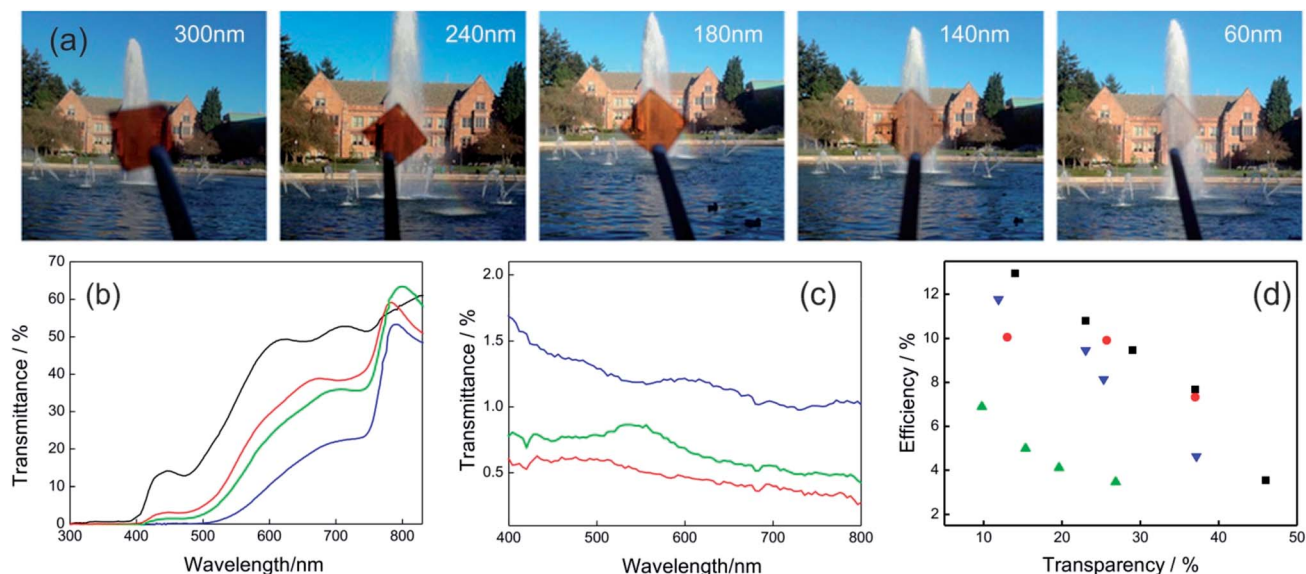 (a)
300nm
240nm
180nm
140nm
60nm
(b)
Transmittance / %
70
60
50
40
30
20
10
0
300 400 500 600 700 800
Wavelength/nm
(c)
Transmittance / %
2.0
1.5
1.0
0.5
400 500 600 700 800
Wavelength/nm
(d)
Efficiency / %
12
10
8
6
4
2
10 20 30 40 50
Transparency / %